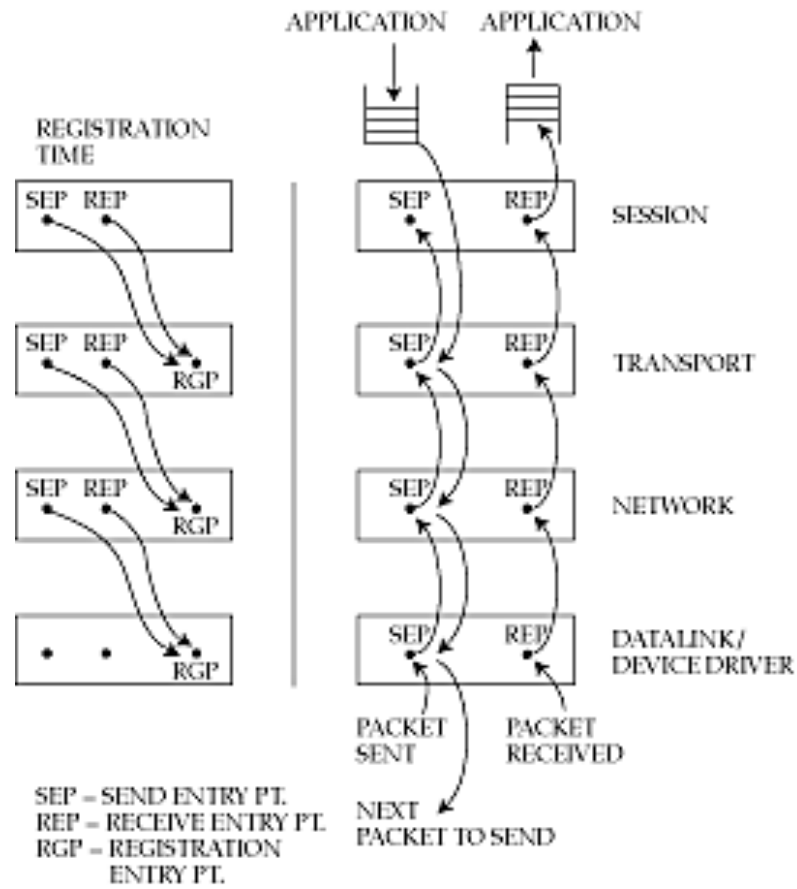 APPLICATION
APPLICATION
REGISTRATION
TIME
SEP REP
SEP
REP
SESSION
SEP REP
RGP
SEP
REP
TRANSPORT
SEP REP
RGP
SEP
REP
NETWORK
RGP
SEP
REP
DATALINK/
DEVICE DRIVER
PACKET
SENT
PACKET
RECEIVED
NEXT
PACKET TO SEND
SEP – SEND ENTRY PT.
REP – RECEIVE ENTRY PT.
RGP – REGISTRATION
ENTRY PT.